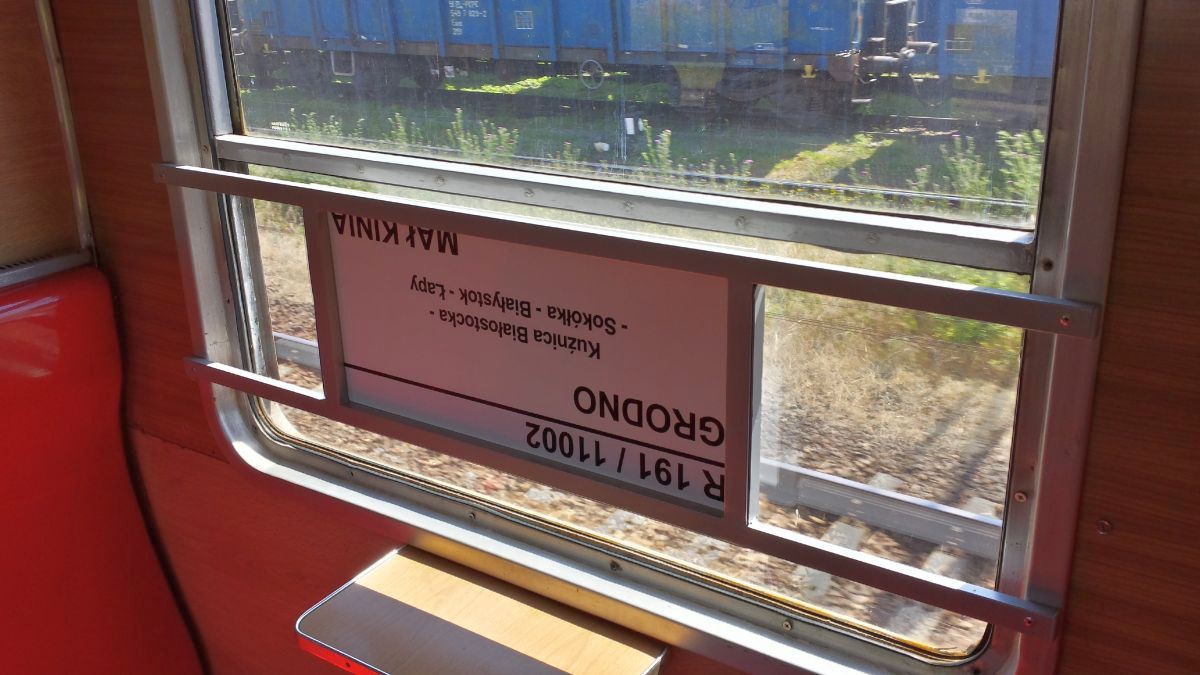 R 191 / 11002
GRODNO
Kuźnica Białostocka -
- Sokółka - Białystok - Łapy
MAŁKINIA